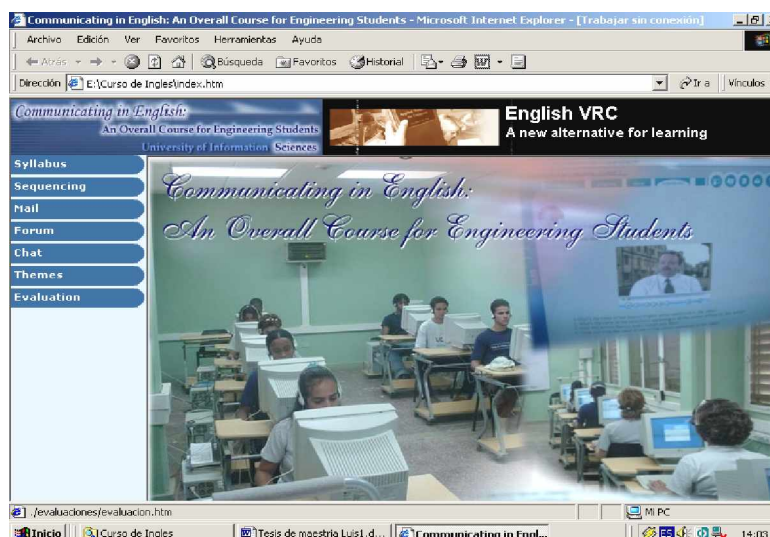 Communicating in English: An Overall Course for Engineering Students - Microsoft Internet Explorer - [Trabajar sin conexión]
Archivo Edición Ver Favoritos Herramientas Ayuda
Atrás Búsqueda Favoritos Historial
Dirección E:\Curso de Ingles\index.htm Ir a Vínculos
Communicating in English:
An Overall Course for Engineering Students
University of Information Sciences
English VRC
A new alternative for learning
Syllabus
Sequencing
Mail
Forum
Chat
Themes
Evaluation
Communicating in English:
An Overall Course for Engineering Students
./evaluaciones/evaluacion.htm Mi PC
Inicio Curso de Ingles Tesis de maestria Luis1.d... Communicating in Engl... 14:03